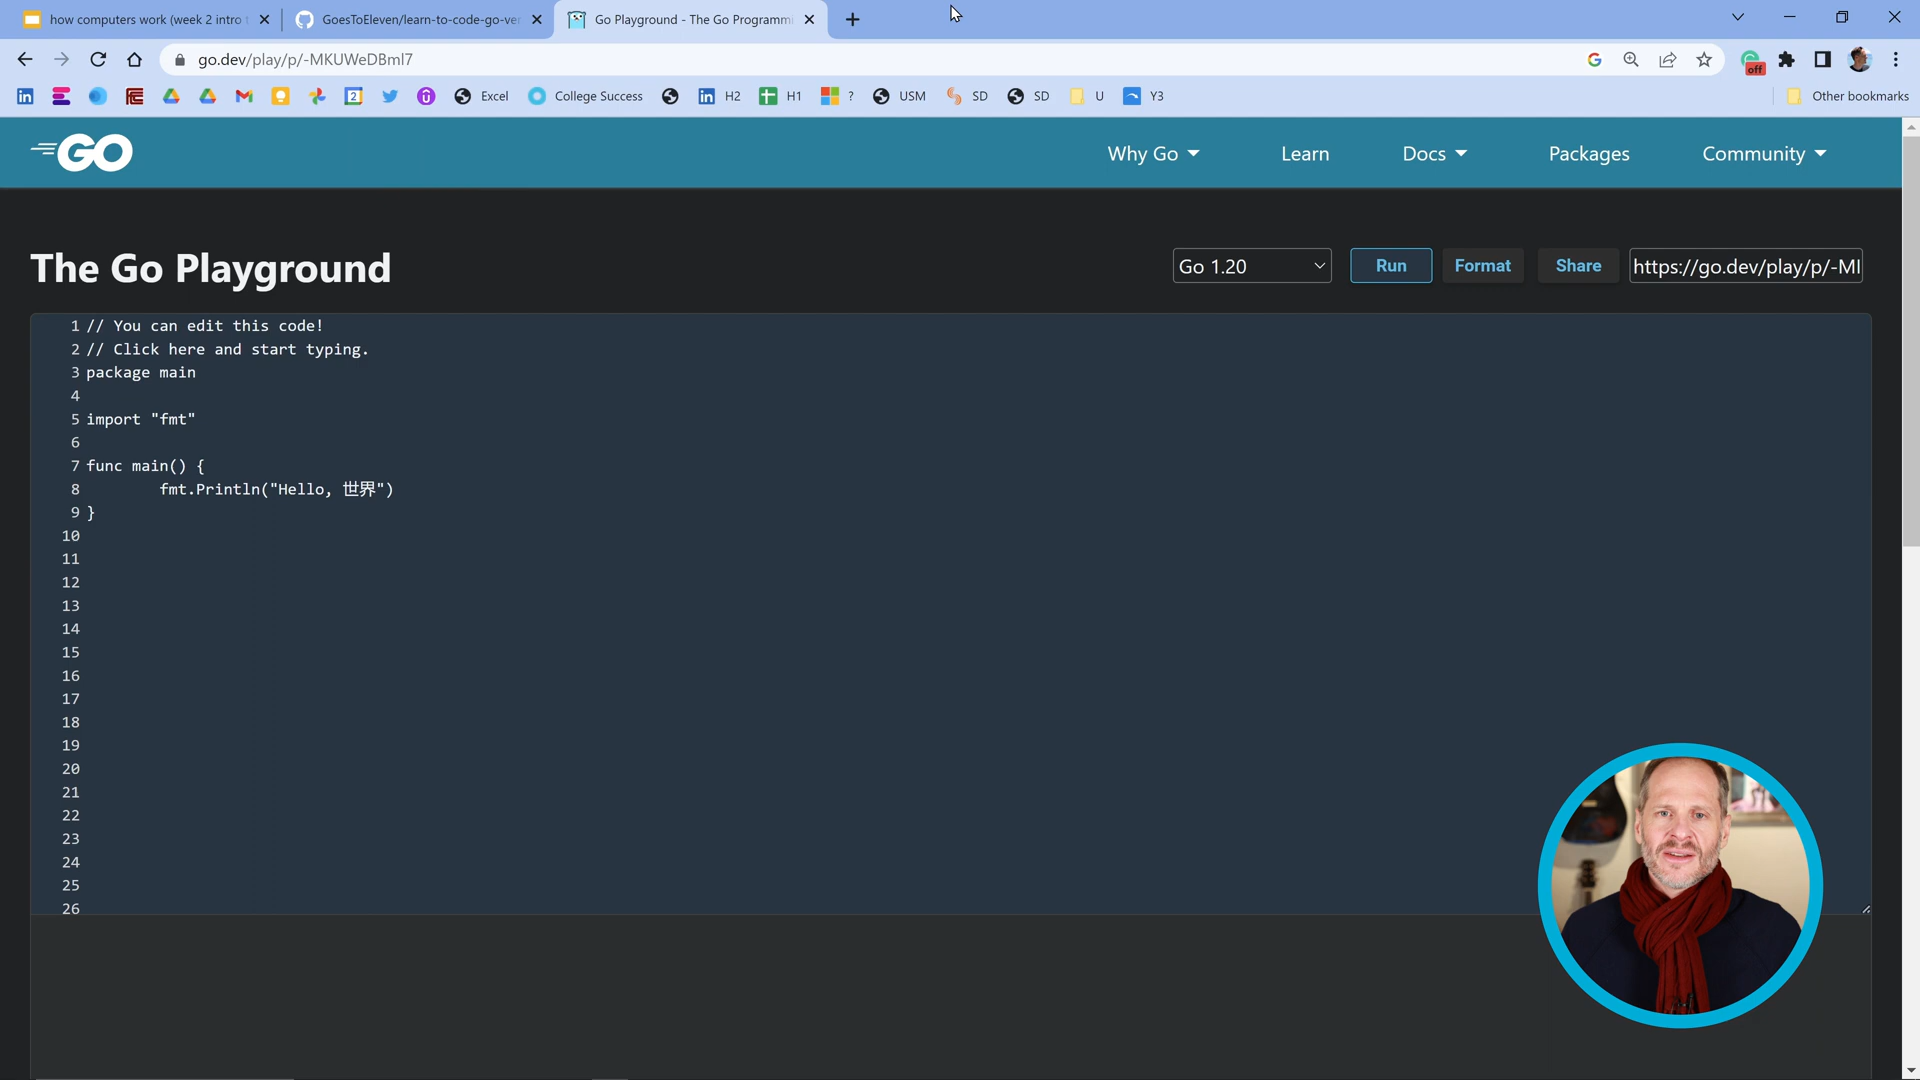 how computers work (week 2 intro t
GoesToEleven/learn-to-code-go-ver
Go Playground - The Go Programmi
go.dev/play/p/-MKUWeDBml7
off
Excel
College Success
H2
H1
?
USM
SD
SD
U
Y3
Other bookmarks
GO
Why Go
Learn
Docs
Packages
Community
The Go Playground
Go 1.20
Run
Format
Share
https://go.dev/play/p/-MI
1 // You can edit this code!
2 // Click here and start typing.
3 package main
4
5 import "fmt"
6
7 func main() {
8 fmt.Println("Hello, 世界")
9 }
10
11
12
13
14
15
16
17
18
19
20
21
22
23
24
25
26